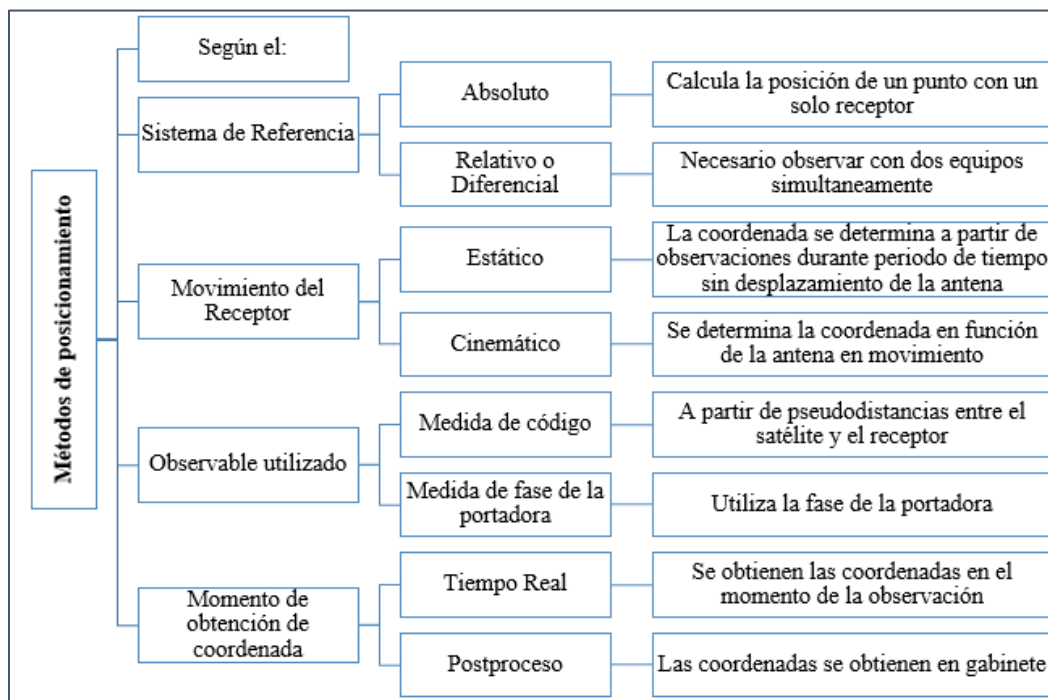 Métodos de posicionamiento
Según el:
Sistema de Referencia
Absoluto
Calcula la posición de un punto con un
solo receptor
Relativo o
Diferencial
Necesario observar con dos equipos
simultaneamente
Movimiento del
Receptor
Estático
La coordenada se determina a partir de
observaciones durante periodo de tiempo
sin desplazamiento de la antena
Cinemático
Se determina la coordenada en función
de la antena en movimiento
Observable utilizado
Medida de código
A partir de pseudodistancias entre el
satélite y el receptor
Medida de fase de la
portadora
Utiliza la fase de la portadora
Momento de
obtención de
coordenada
Tiempo Real
Se obtienen las coordenadas en el
momento de la observación
Postproceso
Las coordenadas se obtienen en gabinete